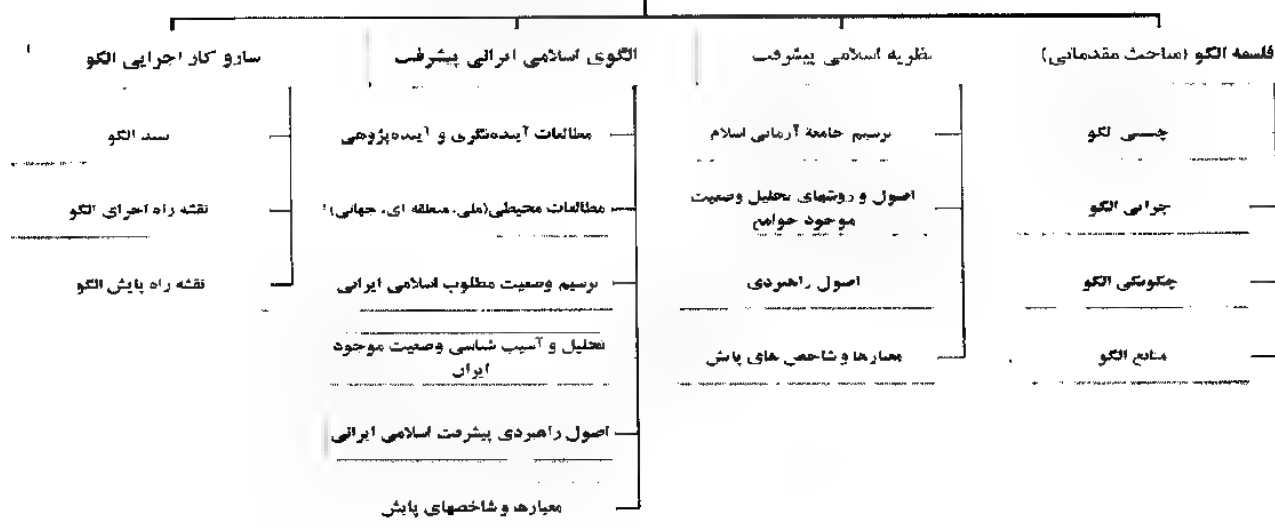 فلسفه الگو (مباحث مقدماتی)
چیستی الگو
چرایی الگو
چگونگی الگو
منابع الگو
نظریه اسلامی پیشرفت
ترسیم جامعهٔ آرمانی اسلام
اصول و روشهای تحلیل وضعیت
موجود جوامع
اصول راهبردی
معیارها و شاخص های پایش
الگوی اسلامی ایرانی پیشرفت
مطالعات آینده‌نگری و آینده‌پژوهی
مطالعات محیطی(ملی، منطقه ای، جهانی)
ترسیم وضعیت مطلوب اسلامی ایرانی
تحلیل و آسیب شناسی وضعیت موجود
ایران
اصول راهبردی پیشرفت اسلامی ایرانی
معیارها و شاخصهای پایش
سازو کار اجرایی الگو
سند الگو
نقشه راه اجرای الگو
نقشه راه پایش الگو